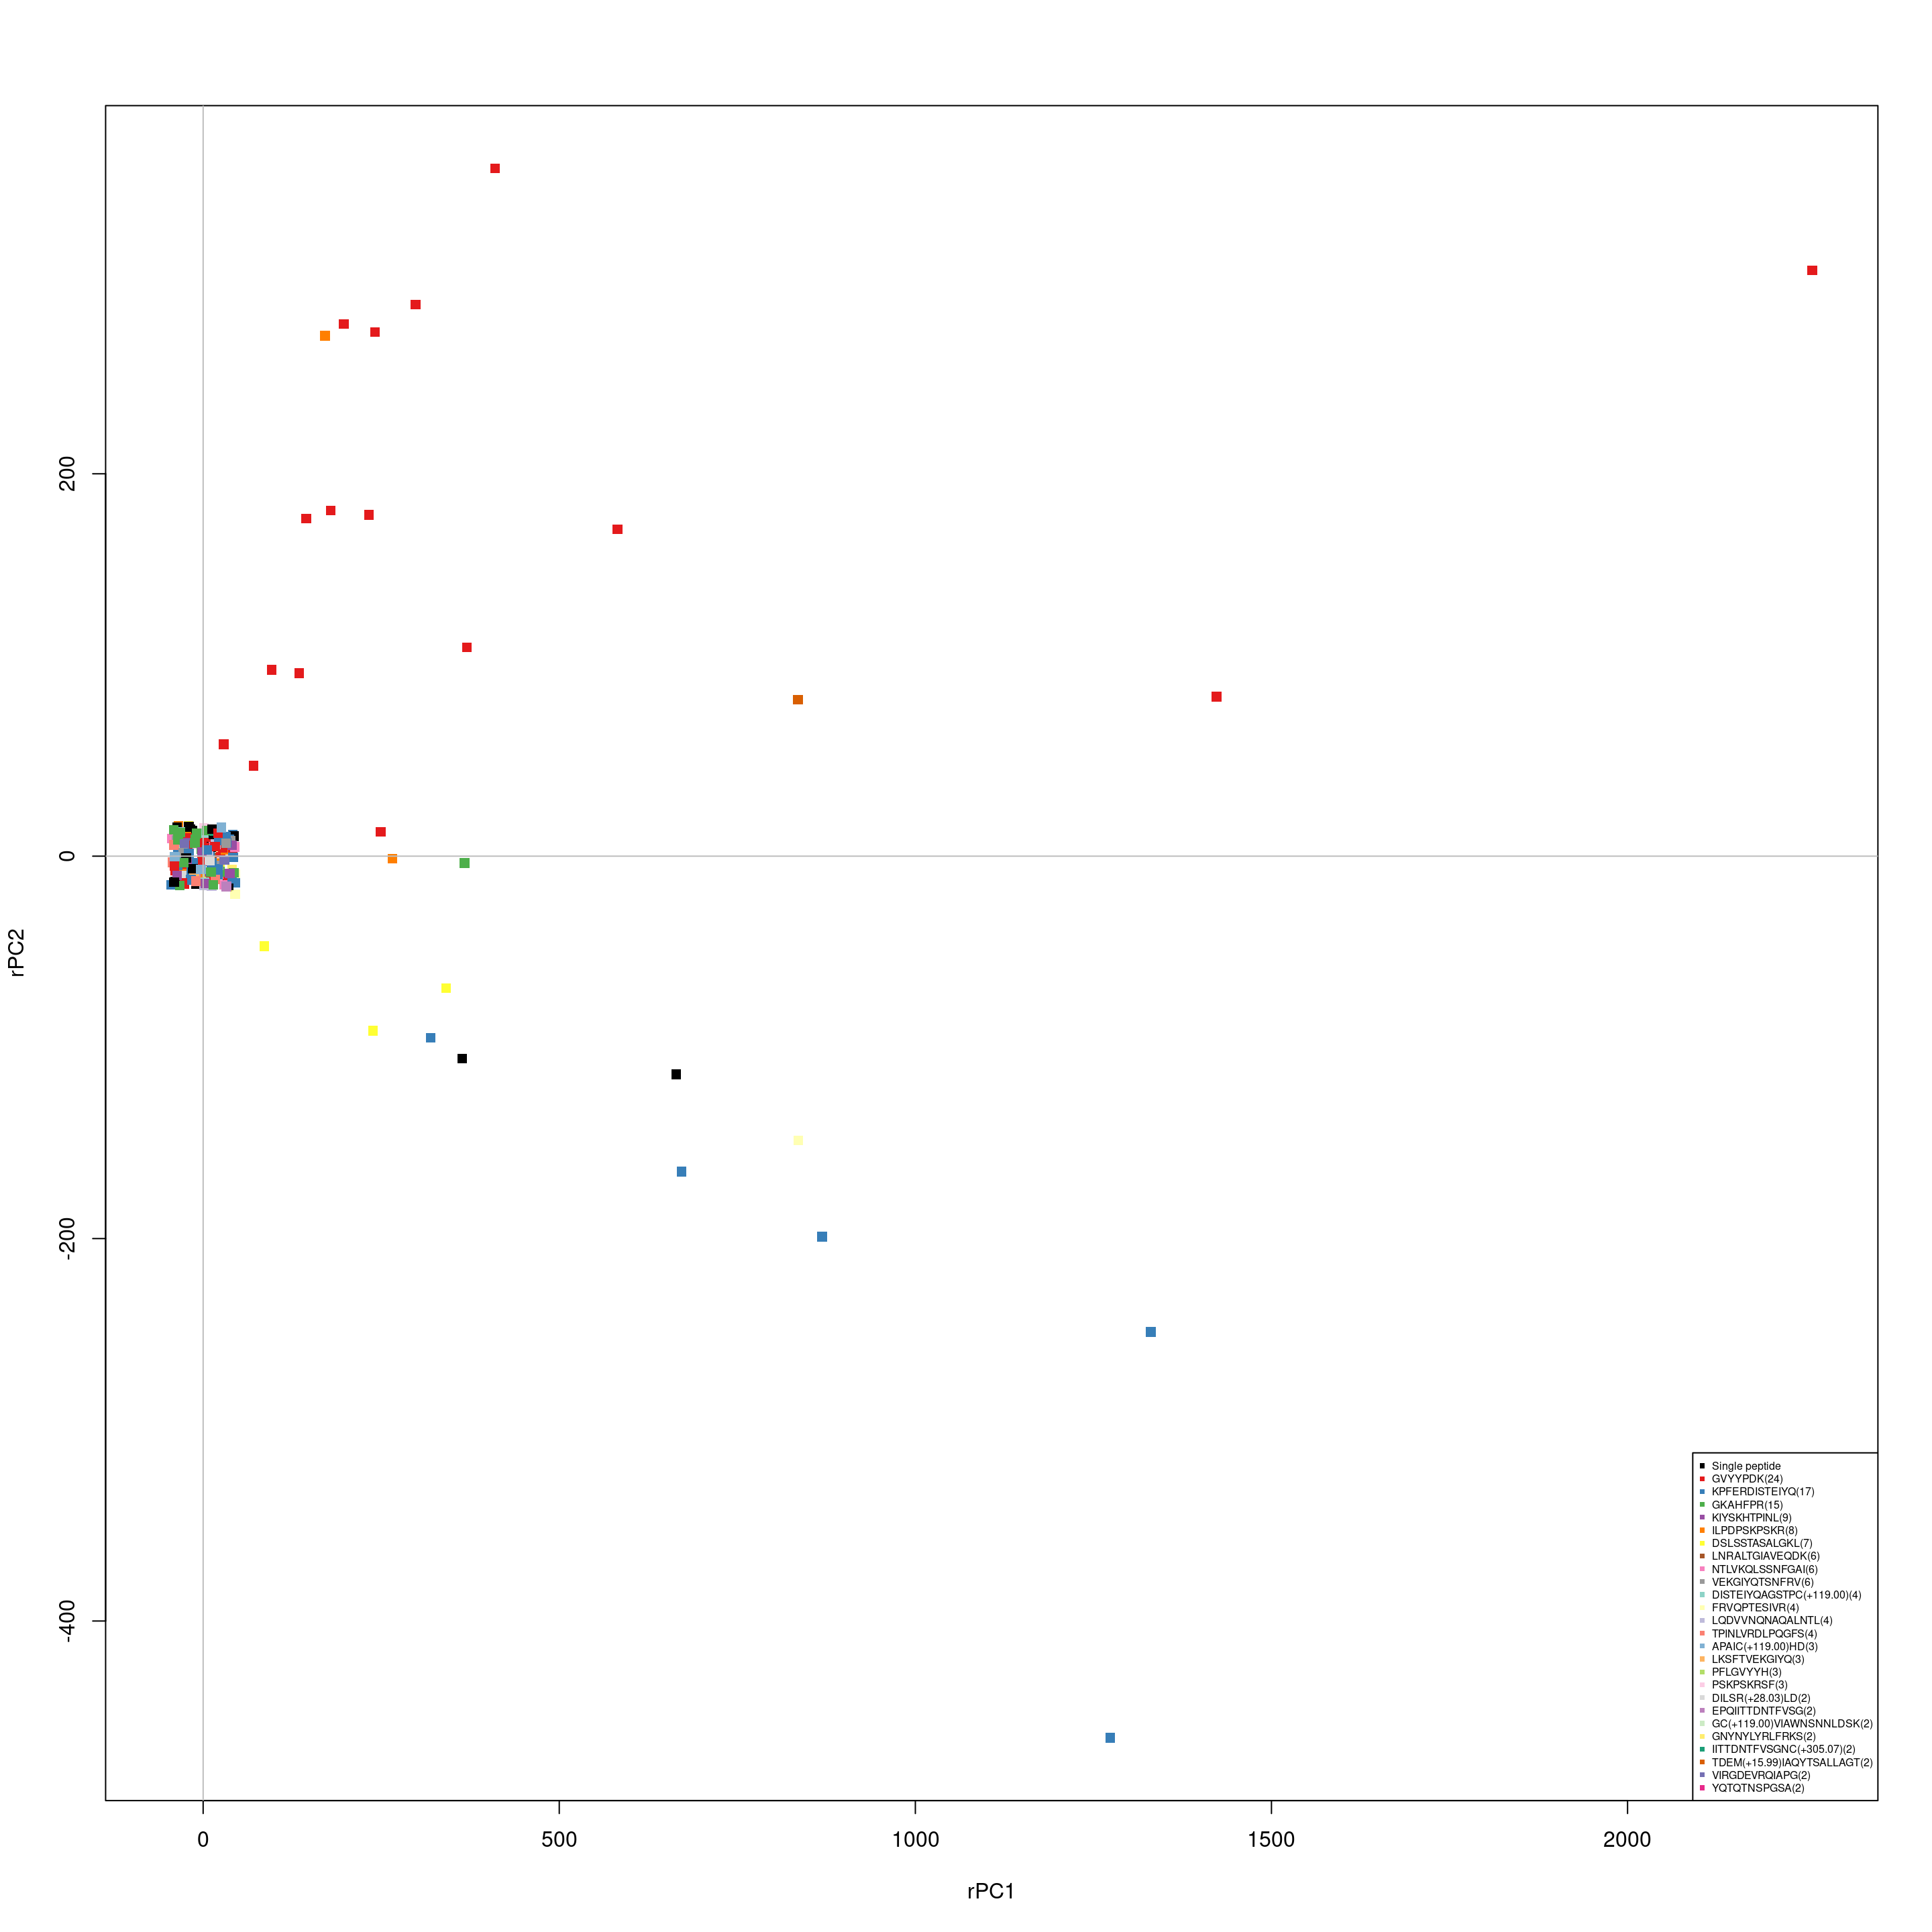 200
0
-200
-400
rPC2
0
500
1000
1500
2000
rPC1
Single peptide
GVYYPDK(24)
KPFERDISTEIYQ(17)
GKAHFPR(15)
KIYSKHTPINL(9)
ILPDPSKPSKR(8)
DSLSSTASALGKL(7)
LNRALTGIAVEQDK(6)
NTLVKQLSSNFGAI(6)
VEKGIYQTSNFRV(6)
DISTEIYQAGSTPC(+119.00)(4)
FRVQPTESIVR(4)
LQDVVNQNAQALNTL(4)
TPINLVRDLPQGFS(4)
APAIC(+119.00)HD(3)
LKSFTVEKGIYQ(3)
PFLGVYYH(3)
PSKPSKRSF(3)
DILSR(+28.03)LD(2)
EPQIITTDNTFVSG(2)
GC(+119.00)VIAWNSNNLDSK(2)
GNYNYLYRLFRKS(2)
IITTDNTFVSGNC(+305.07)(2)
TDEM(+15.99)IAQYTSALLAGT(2)
VIRGDEVRQIAPG(2)
YQTQTNSPGSA(2)